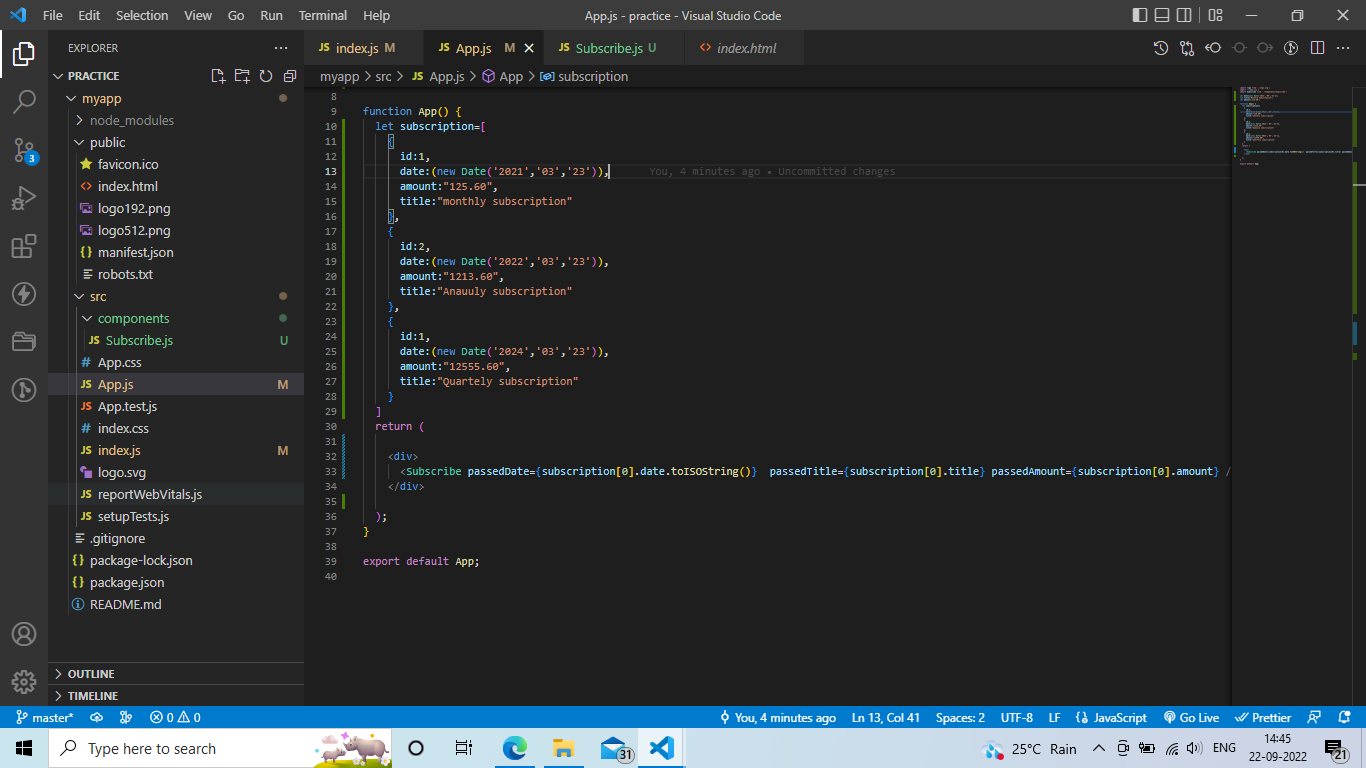 File Edit Selection View Go Run Terminal Help App.js - practice - Visual Studio Code
EXPLORER
PRACTICE
myapp
node_modules
public
favicon.ico
<> index.html
logo192.png
logo512.png
{} manifest.json
robots.txt
src
components
JS Subscribe.js U
# App.css
JS App.js M
JS App.test.js
# index.css
JS index.js M
logo.svg
JS reportWebVitals.js
JS setupTests.js
.gitignore
{} package-lock.json
{} package.json
README.md
OUTLINE
TIMELINE
3
JS index.js M JS App.js M JS Subscribe.js U <> index.html
myapp > src > JS App.js > App > subscription
8
9 function App() {
10 let subscription=[
11 {
12 id:1,
13 date:(new Date('2021','03','23')), You, 4 minutes ago • Uncommitted changes
14 amount:"125.60",
15 title:"monthly subscription"
16 },
17 {
18 id:2,
19 date:(new Date('2022','03','23')),
20 amount:"1213.60",
21 title:"Anauuly subscription"
22 },
23 {
24 id:1,
25 date:(new Date('2024','03','23')),
26 amount:"12555.60",
27 title:"Quartely subscription"
28 }
29 ]
30 return (
31
32 <div>
33 <Subscribe passedDate={subscription[0].date.toISOString()} passedTitle={subscription[0].title} passedAmount={subscription[0].amount} /
34 </div>
35
36 );
37 }
38
39 export default App;
40
master* 0 0 You, 4 minutes ago Ln 13, Col 41 Spaces: 2 UTF-8 LF {} JavaScript Go Live Prettier
Type here to search 31 25°C Rain ENG 14:45
22-09-2022 21